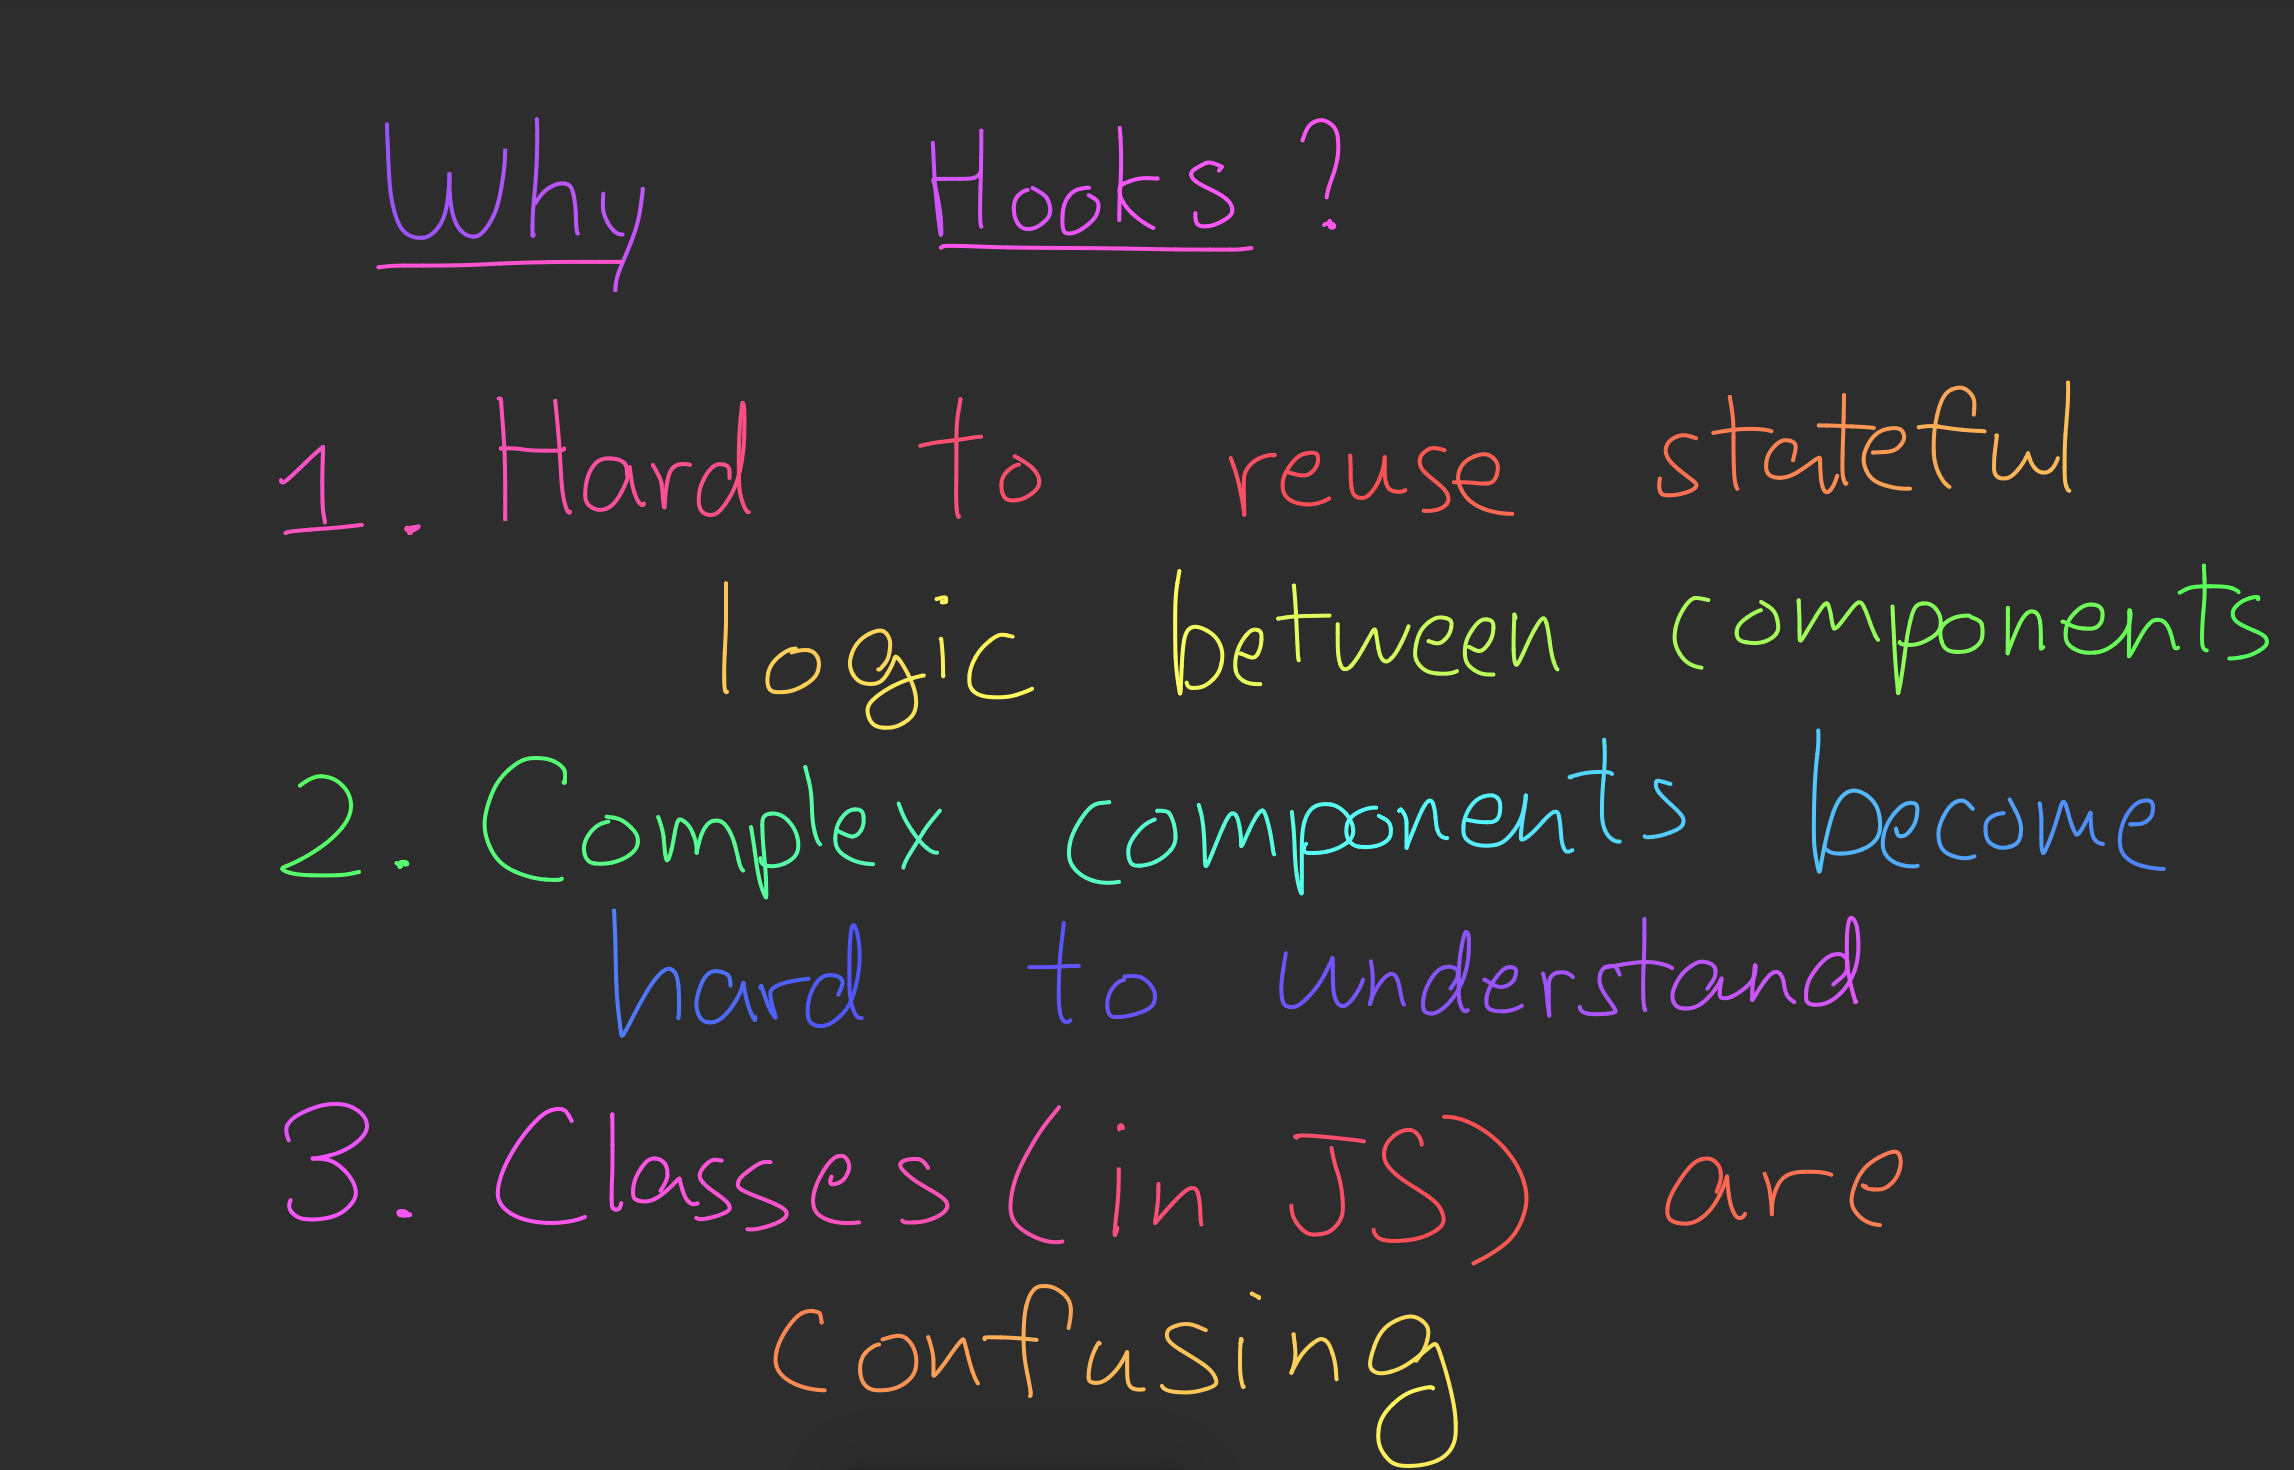 Why Hooks?
1. Hard to reuse stateful
logic between components
2. Complex components become
hard to understand
3. Classes (in JS) are
confusing